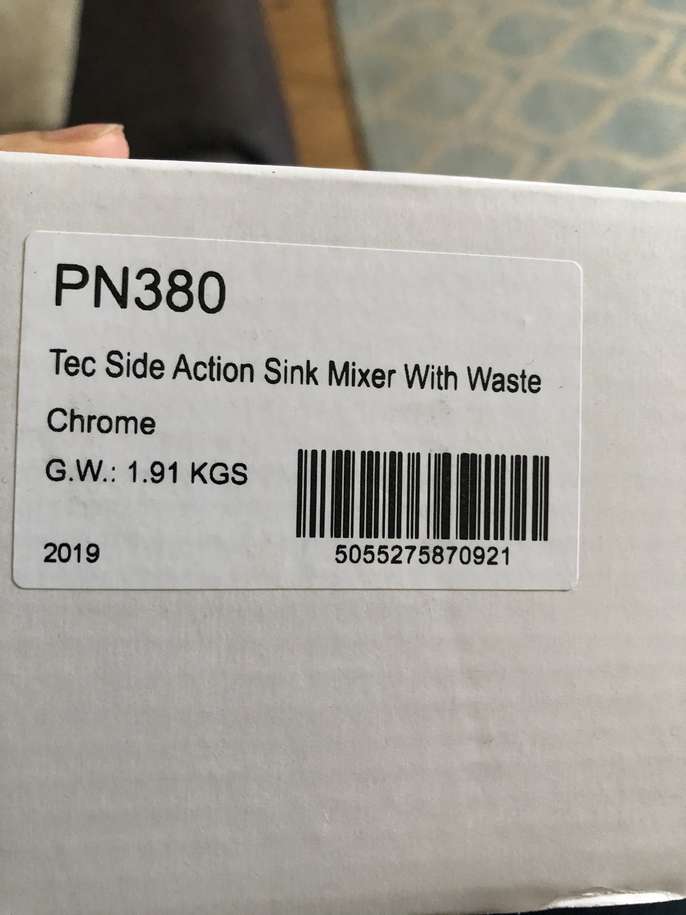 PN380
Tec Side Action Sink Mixer With Waste
Chrome
G.W.: 1.91 KGS
2019
5055275870921